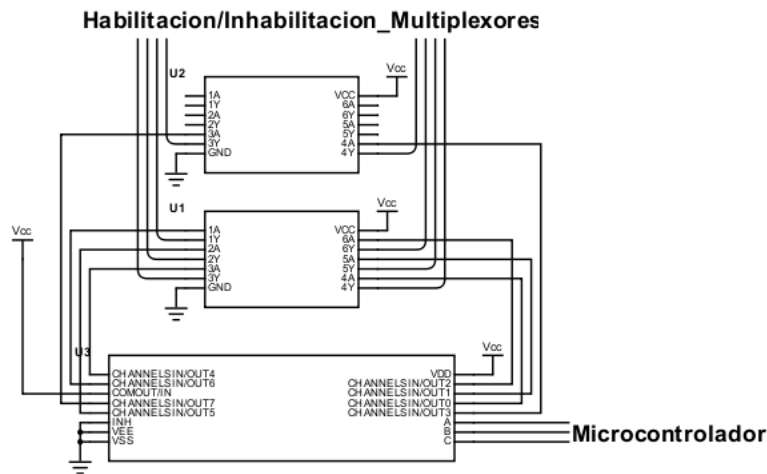 Habilitacion/Inhabilitacion_Multiplexores
U2
Vcc
1A
1Y
2A
2Y
3A
3Y
GND
VCC
6A
6Y
5A
5Y
4A
4Y
U1
Vcc
Vcc
1A
1Y
2A
2Y
3A
3Y
GND
VCC
6A
6Y
5A
5Y
4A
4Y
U3
Vcc
CHANNELSIN/OUT4
CHANNELSIN/OUT6
COMOUT/IN
CHANNELSIN/OUT7
CHANNELSIN/OUT5
INH
VEE
VSS
VDD
CHANNELSIN/OUT2
CHANNELSIN/OUT1
CHANNELSIN/OUT0
CHANNELSIN/OUT3
A
B
C
Microcontrolador